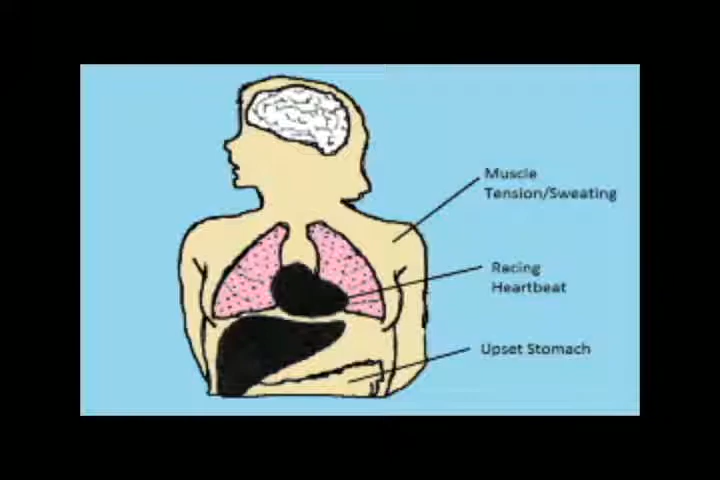 Muscle
Tension/Sweating
Racing
Heartbeat
Upset Stomach